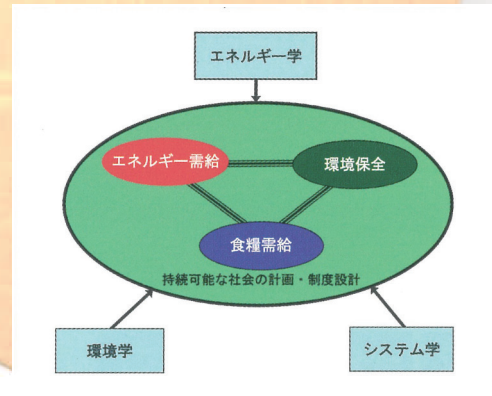 エネルギー学
エネルギー需給
環境保全
食糧需給
持続可能な社会の計画・制度設計
環境学
システム学